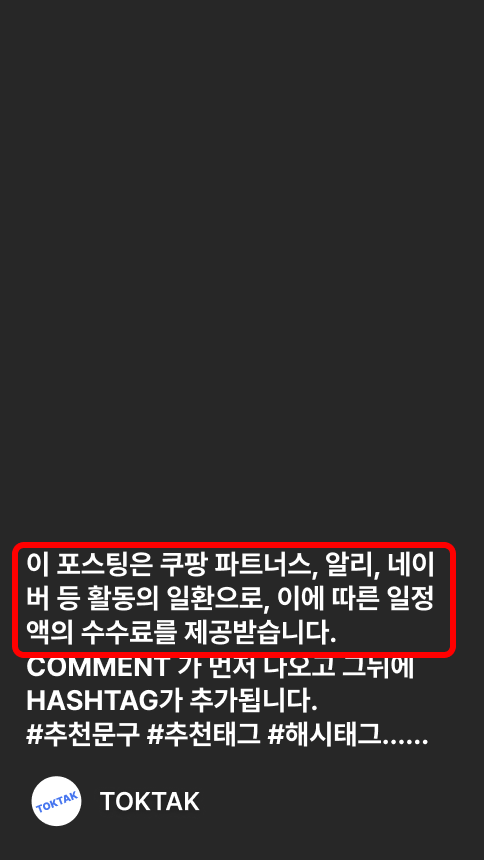 이 포스팅은 쿠팡 파트너스, 알리, 네이
버 등 활동의 일환으로, 이에 따른 일정
액의 수수료를 제공받습니다.
COMMENT 가 먼저 나오고 그뒤에
HASHTAG가 추가됩니다.
#추천문구 #추천태그 #해시태그......
TOKTAK
TOKTAK